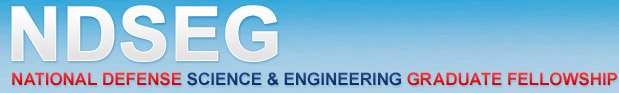 NDSEG
NATIONAL DEFENSE SCIENCE & ENGINEERING GRADUATE FELLOWSHIP